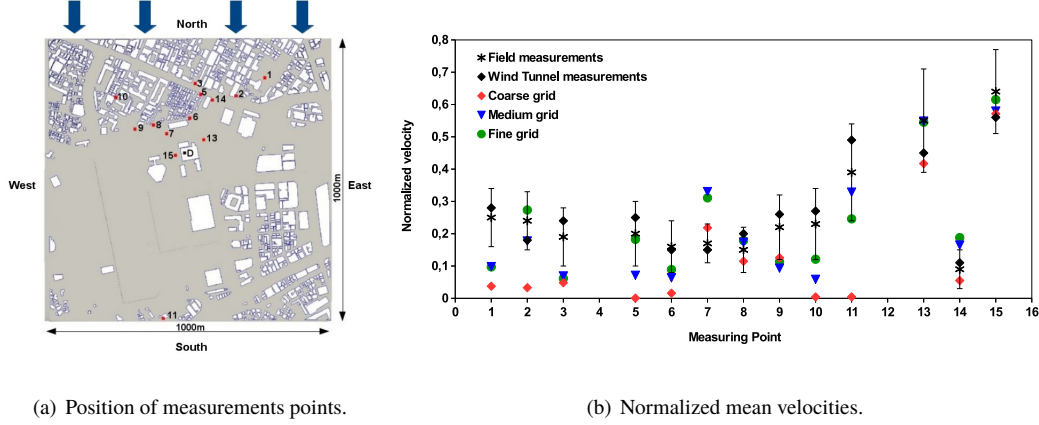 North
West
East
South
1000m
1000m
1
2
3
5
14
10
6
8
9
7
13
15
D
11
(a) Position of measurements points.
Normalized velocity
0,8
0,7
0,6
0,5
0,4
0,3
0,2
0,1
0
Field measurements
Wind Tunnel measurements
Coarse grid
Medium grid
Fine grid
0 1 2 3 4 5 6 7 8 9 10 11 12 13 14 15 16
Measuring Point
(b) Normalized mean velocities.